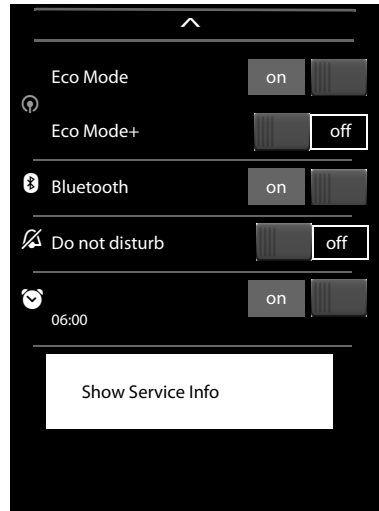 Eco Mode on
Eco Mode+ off
Bluetooth on
Do not disturb off
on
06:00
Show Service Info